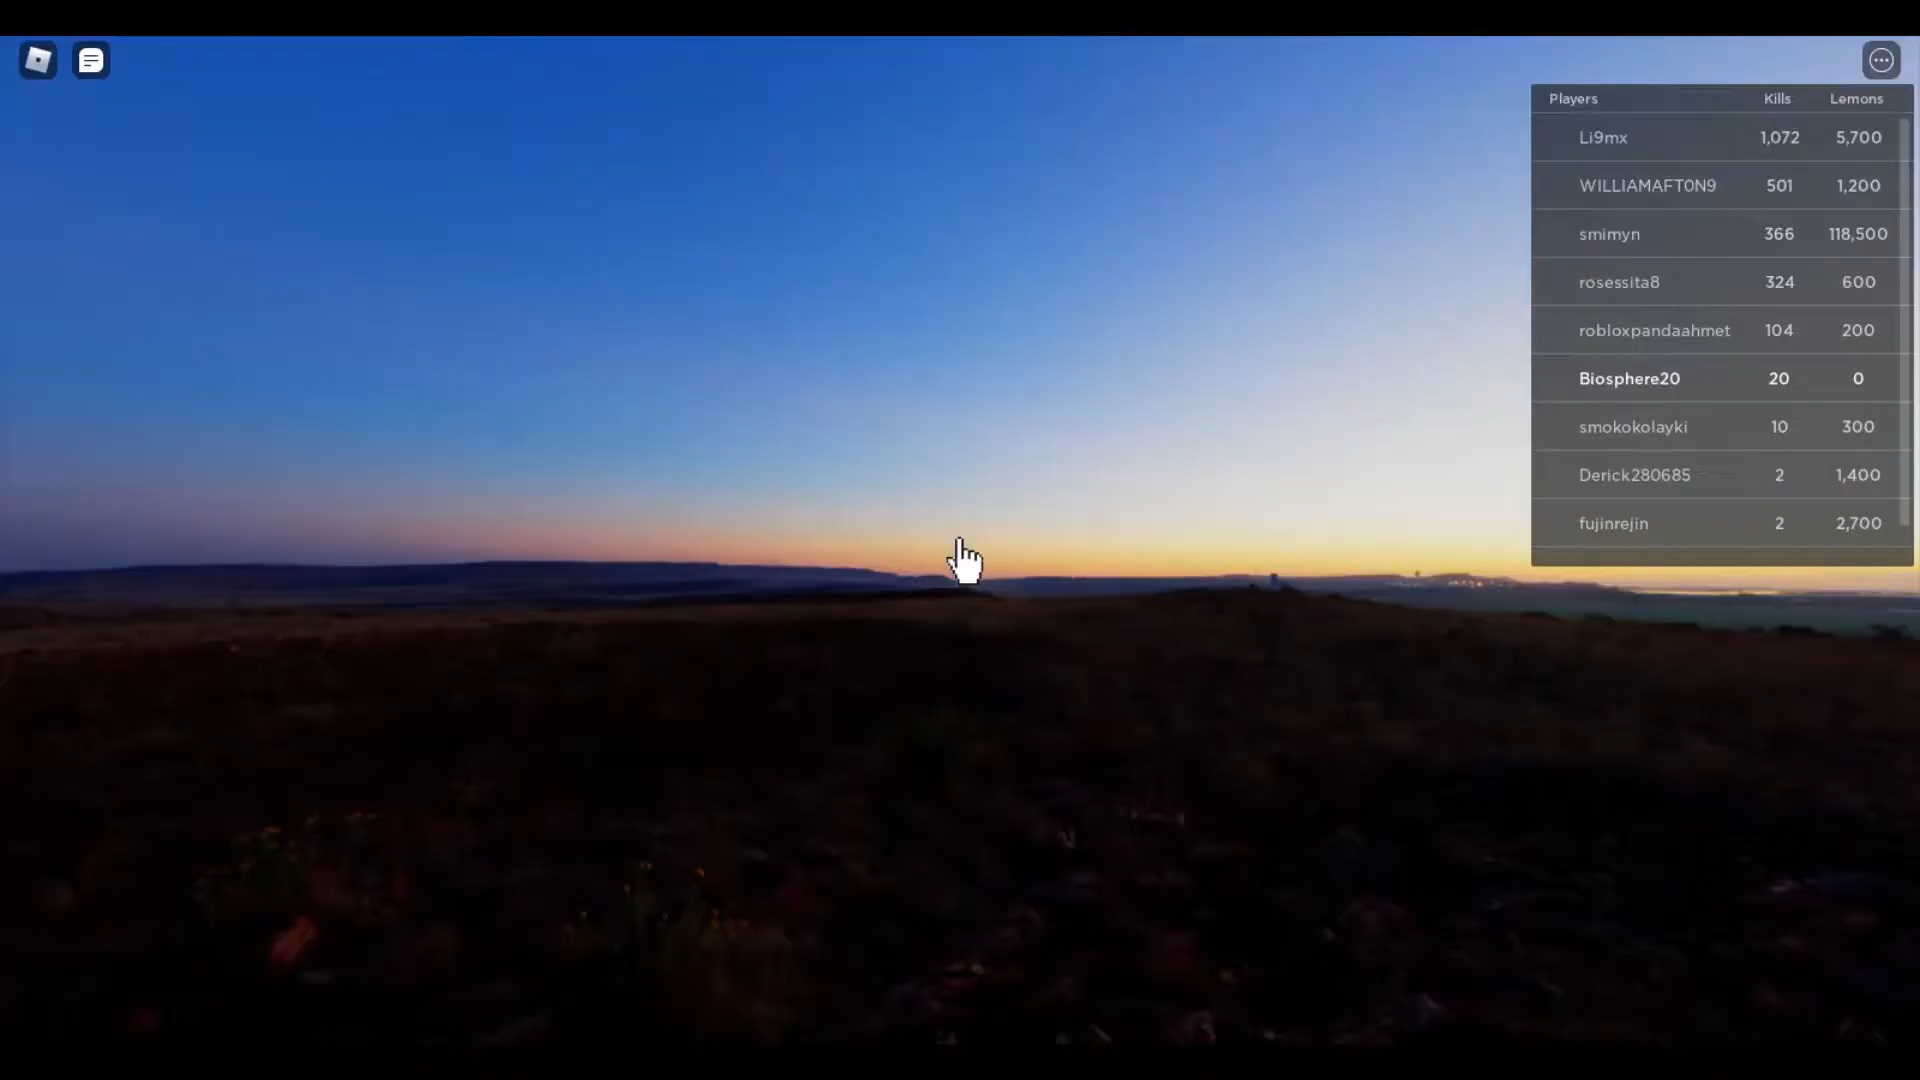 Players Kills Lemons
Li9mx 1,072 5,700
WILLIAMAFT0N9 501 1,200
smimyn 366 118,500
rosessita8 324 600
robloxpandaahmet 104 200
Biosphere20 20 0
smokokolayki 10 300
Derick280685 2 1,400
fujinrejin 2 2,700